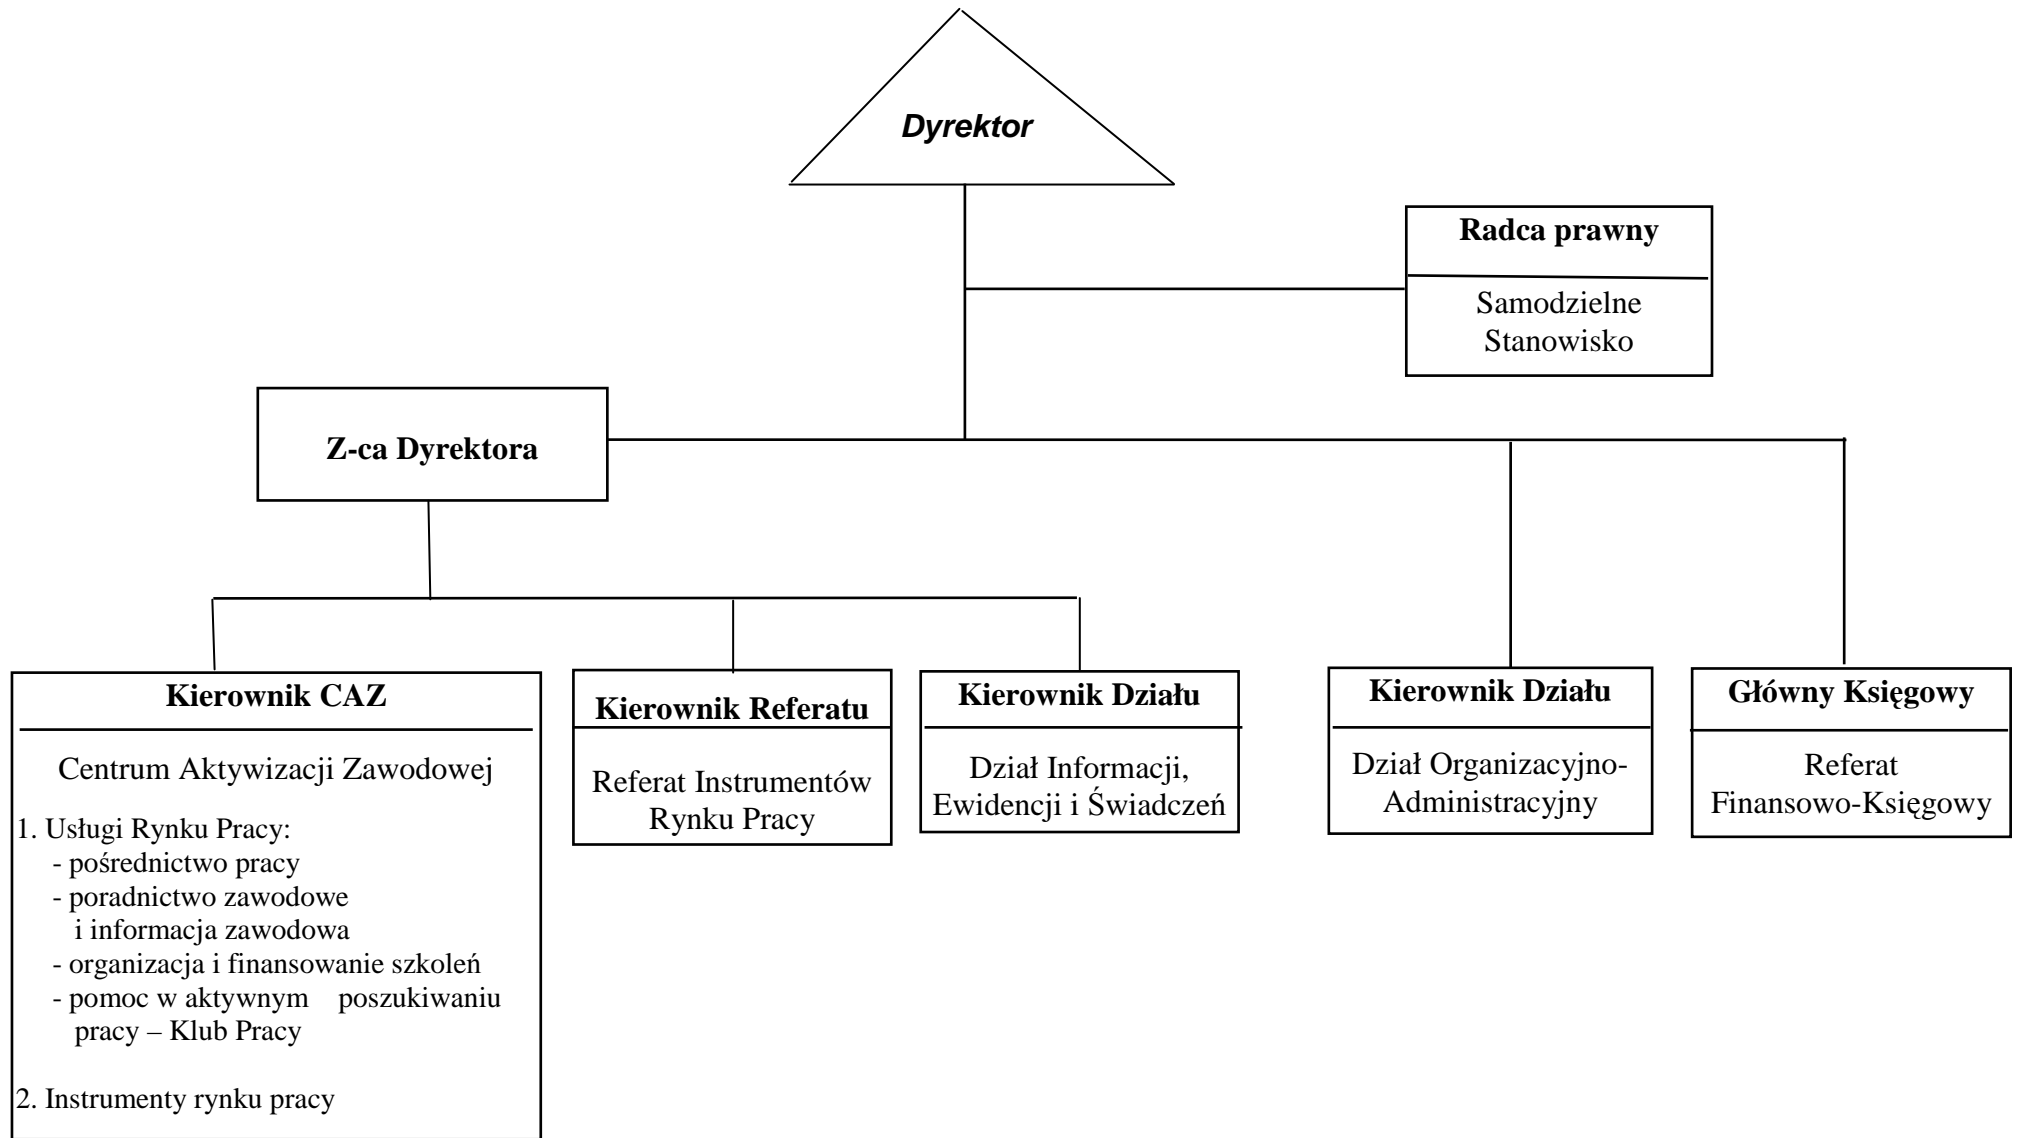 Dyrektor
Radca prawny
Samodzielne
Stanowisko
Z-ca Dyrektora
Kierownik CAZ
Centrum Aktywizacji Zawodowej
1. Usługi Rynku Pracy:
- pośrednictwo pracy
- poradnictwo zawodowe
i informacja zawodowa
- organizacja i finansowanie szkoleń
- pomoc w aktywnym poszukiwaniu
pracy – Klub Pracy
2. Instrumenty rynku pracy
Kierownik Referatu
Referat Instrumentów
Rynku Pracy
Kierownik Działu
Dział Informacji,
Ewidencji i Świadczeń
Kierownik Działu
Dział Organizacyjno-
Administracyjny
Główny Księgowy
Referat
Finansowo-Księgowy